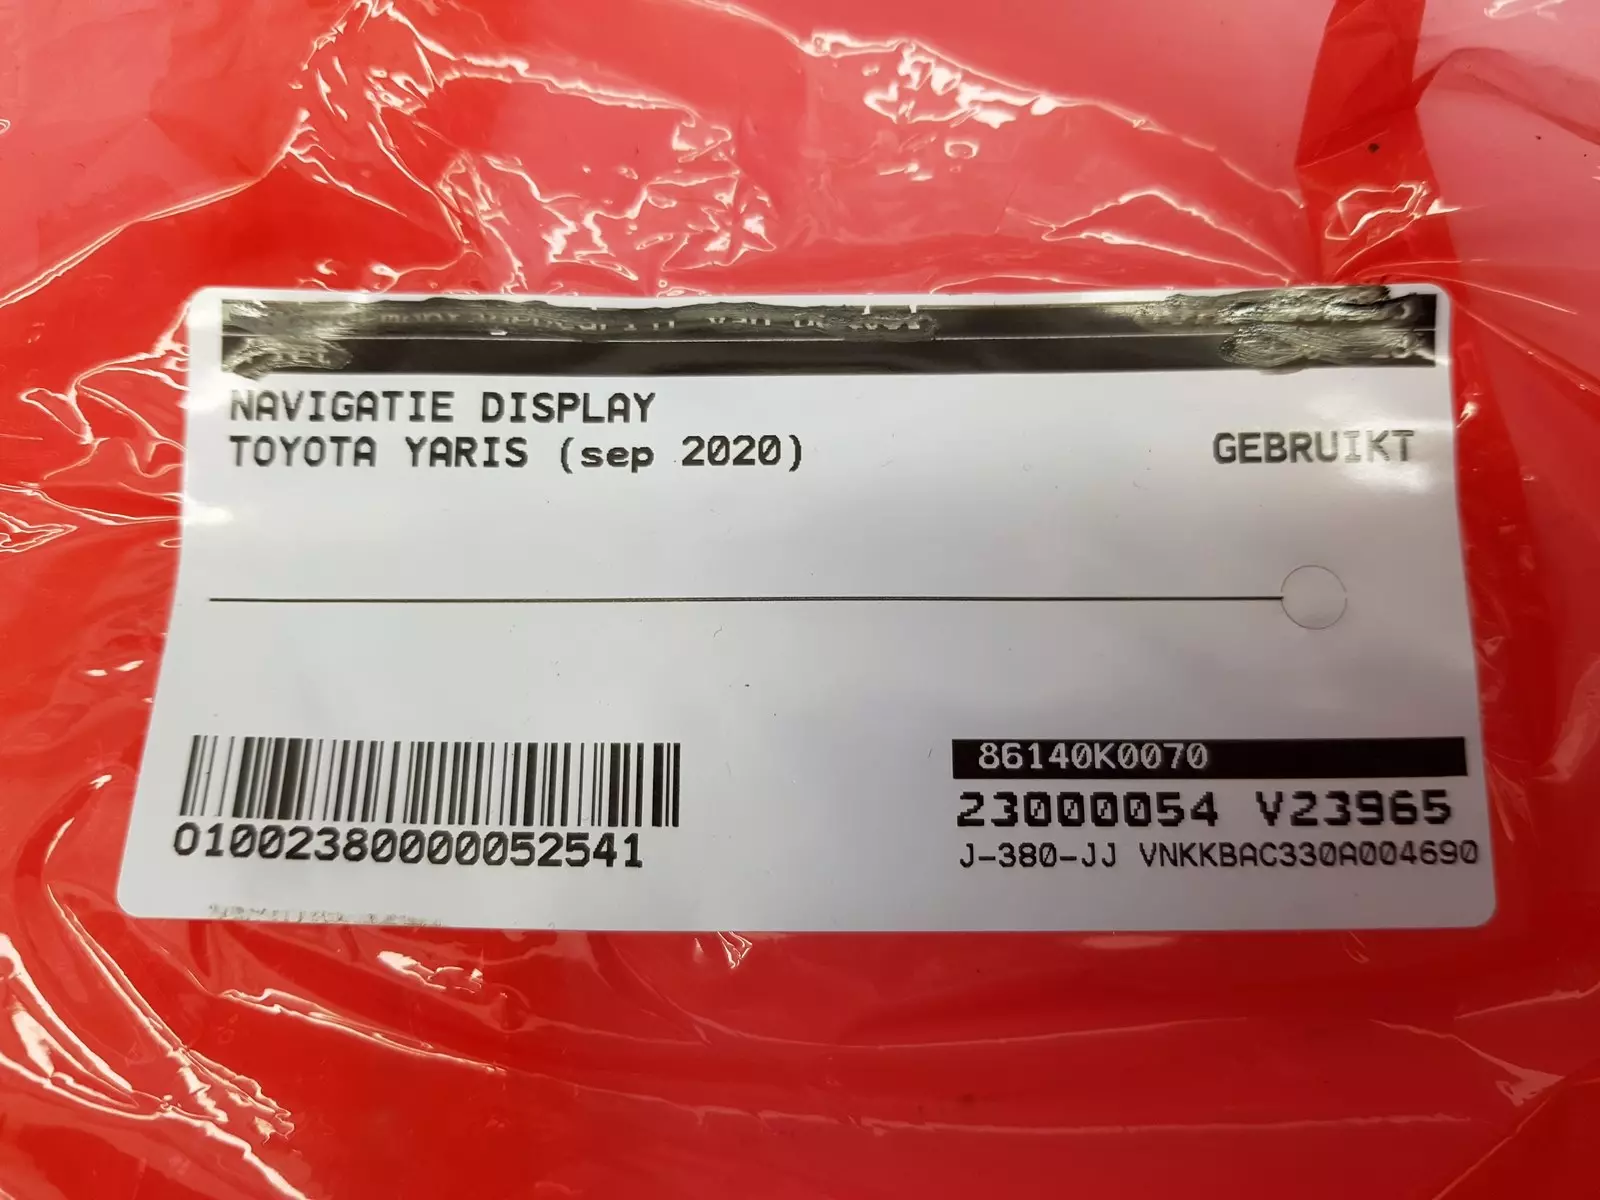 NAVIGATIE DISPLAY
TOYOTA YARIS (sep 2020)
GEBRUIKT
86140K0070
23000054 V23965
J-380-JJ VNKKBAC330A004690
01002380000052541